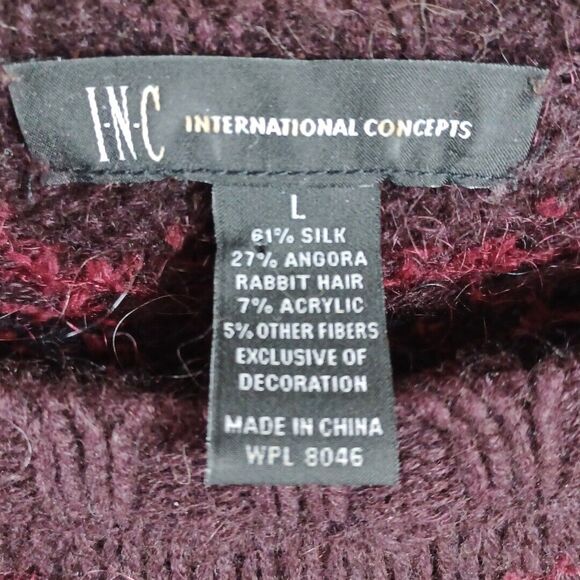 I·N·C INTERNATIONAL CONCEPTS
L
61% SILK
27% ANGORA
RABBIT HAIR
7% ACRYLIC
5% OTHER FIBERS
EXCLUSIVE OF
DECORATION
MADE IN CHINA
WPL 8046